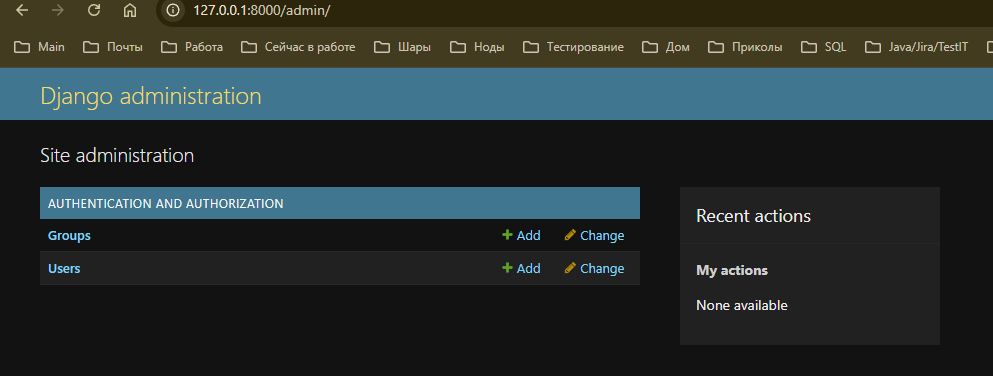 127.0.0.1:8000/admin/
Main Почты Работа Сейчас в работе Шары Ноды Тестирование Дом Приколы SQL Java/Jira/TestIT
Django administration
Site administration
AUTHENTICATION AND AUTHORIZATION
Groups Add Change
Users Add Change
Recent actions
My actions
None available